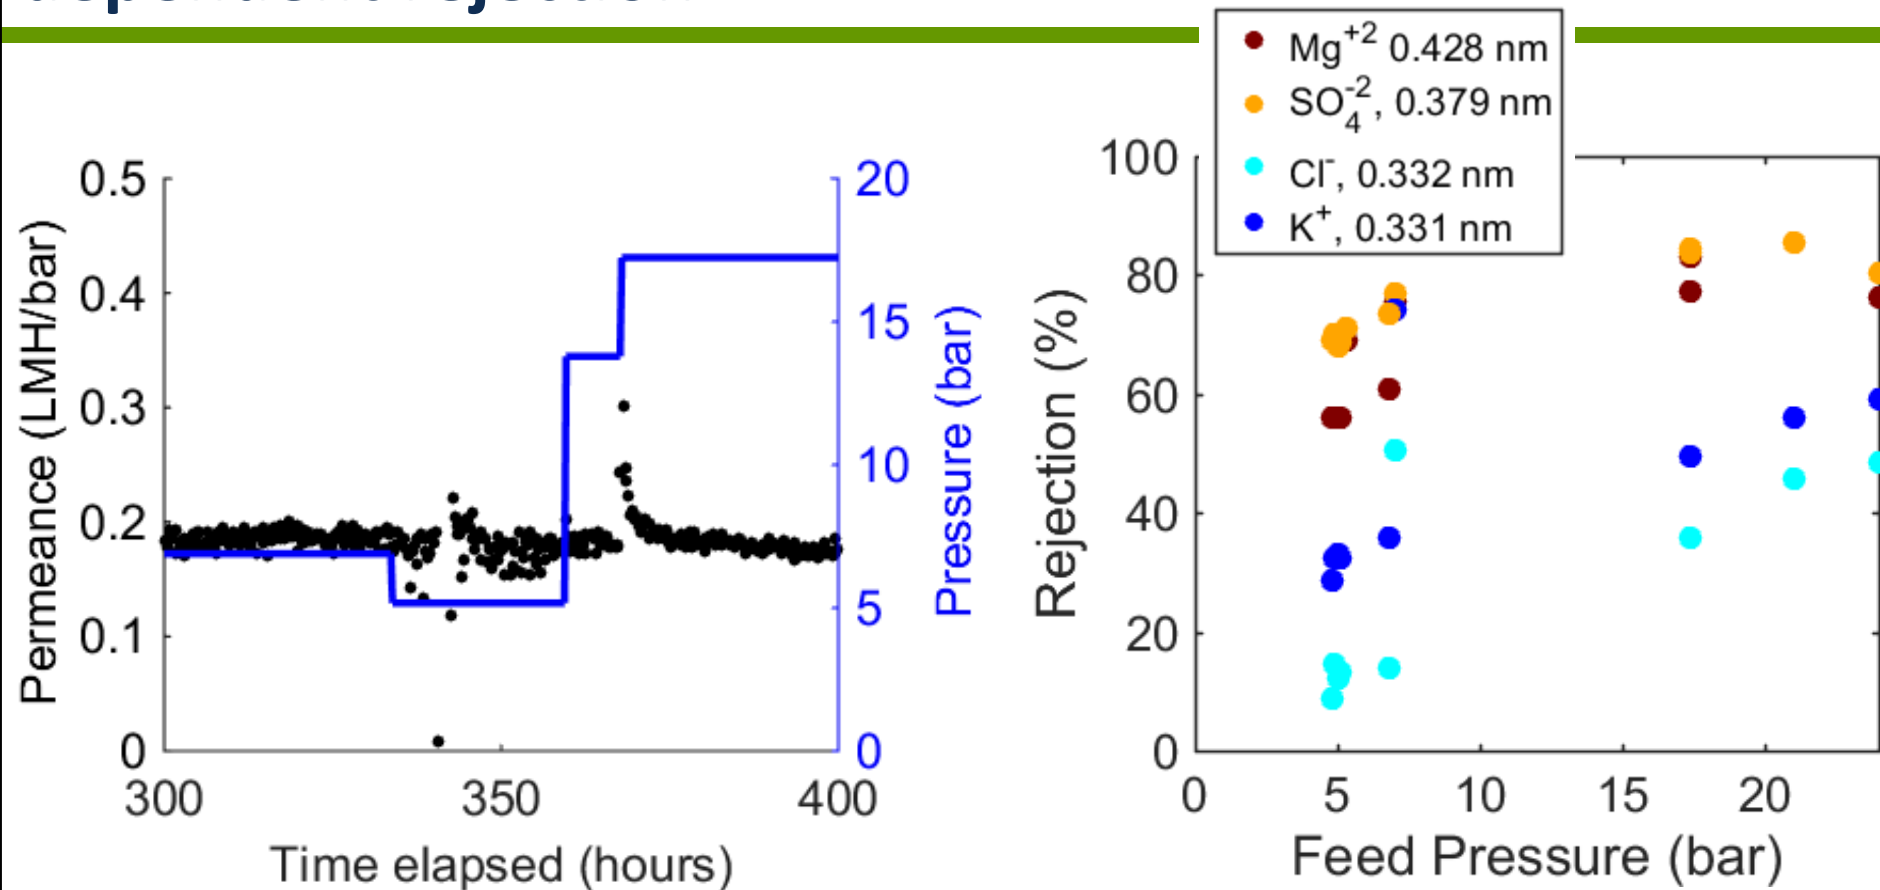 dependent rejection
Mg+2 0.428 nm
SO4-2, 0.379 nm
Cl-, 0.332 nm
K+, 0.331 nm
0.5
0.4
0.3
0.2
0.1
0
Permeance (LMH/bar)
300
350
400
Time elapsed (hours)
20
15
10
5
0
Pressure (bar)
100
80
60
40
20
0
Rejection (%)
0
5
10
15
20
Feed Pressure (bar)